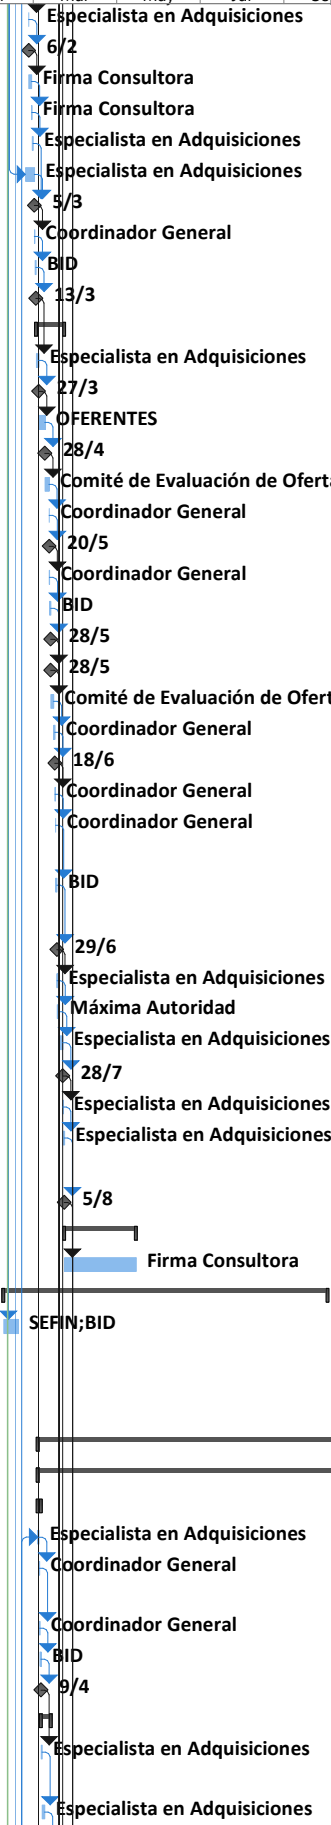 Especialista en Adquisiciones
6/2
Firma Consultora
Firma Consultora
Especialista en Adquisiciones
Especialista en Adquisiciones
5/3
Coordinador General
BID
13/3
Especialista en Adquisiciones
27/3
OFERENTES
28/4
Comité de Evaluación de Oferta
Coordinador General
20/5
Coordinador General
BID
28/5
28/5
Comité de Evaluación de Ofert
Coordinador General
18/6
Coordinador General
Coordinador General
BID
29/6
Especialista en Adquisiciones
Máxima Autoridad
Especialista en Adquisiciones
28/7
Especialista en Adquisiciones
Especialista en Adquisiciones
5/8
Firma Consultora
SEFIN;BID
Especialista en Adquisiciones
Coordinador General
Coordinador General
BID
9/4
Especialista en Adquisiciones
Especialista en Adquisiciones